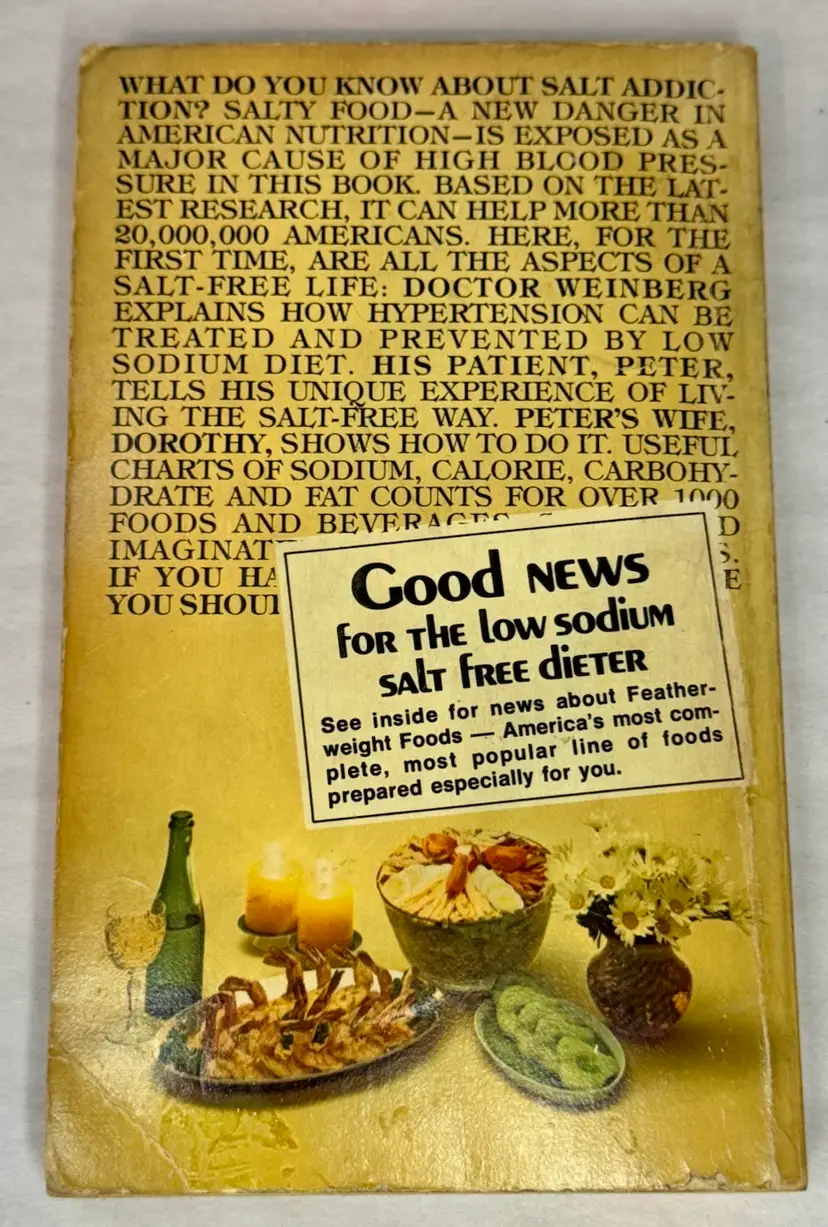 WHAT DO YOU KNOW ABOUT SALT ADDIC-
TION? SALTY FOOD—A NEW DANGER IN
AMERICAN NUTRITION—IS EXPOSED AS A
MAJOR CAUSE OF HIGH BLOOD PRES-
SURE IN THIS BOOK. BASED ON THE LAT-
EST RESEARCH, IT CAN HELP MORE THAN
20,000,000 AMERICANS. HERE, FOR THE
FIRST TIME, ARE ALL THE ASPECTS OF A
SALT-FREE LIFE: DOCTOR WEINBERG
EXPLAINS HOW HYPERTENSION CAN BE
TREATED AND PREVENTED BY LOW
SODIUM DIET. HIS PATIENT, PETER,
TELLS HIS UNIQUE EXPERIENCE OF LIV-
ING THE SALT-FREE WAY. PETER'S WIFE,
DOROTHY, SHOWS HOW TO DO IT. USEFUL
CHARTS OF SODIUM, CALORIE, CARBOHY-
DRATE AND FAT COUNTS FOR OVER 1000
FOODS AND BEVERAGES
IF YOU
Good NEWS
FOR THE low sodium
SALT FREE dIETER
See inside for news about Feather-
weight Foods — America's most com-
plete, most popular line of foods
prepared especially for you.